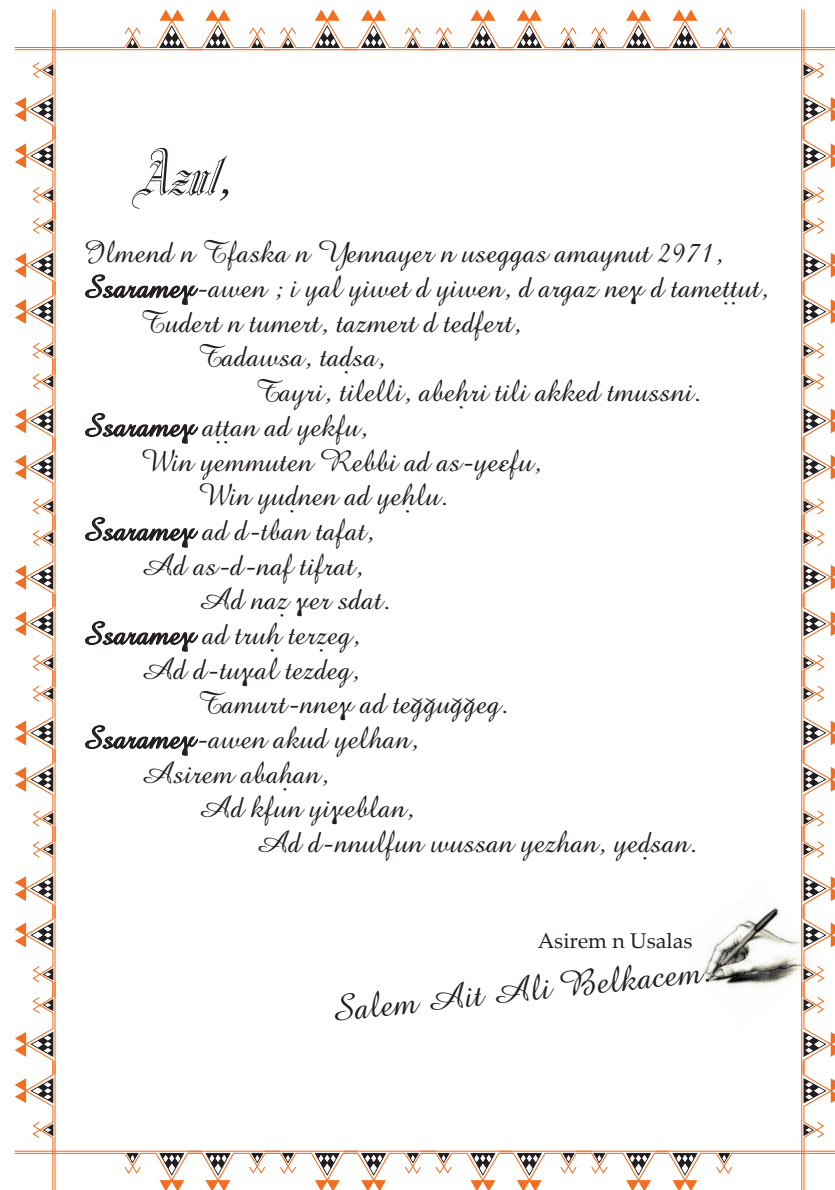 Azul,
Ilmend n Tfaska n Yennayer n useggas amaynut 2971,
Ssarameɣ-awen ; i yal yiwet d yiwen, d argaz neɣ d tameṭṭut,
Tudert n tumert, tazmert d tedfert,
Tadawsa, taḍsa,
Tayri, tilelli, abeḥri tili akked tmussni.
Ssarameɣ aṭṭan ad yekfu,
Win yemmuten Rebbi ad as-yeɛfu,
Win yuḍnen ad yeḥlu.
Ssarameɣ ad d-tban tafat,
Ad as-d-naf tifrat,
Ad naẓ ɣer sdat.
Ssarameɣ ad truḥ terẓeg,
Ad d-tuɣal tezdeg,
Tamurt-nneɣ ad teǧǧuǧǧeg.
Ssarameɣ-awen akud yelhan,
Asirem abaḥan,
Ad kfun yiɣeblan,
Ad d-nnulfun wussan yezhan, yeḍsan.
Asirem n Usalas
Salem Ait Ali Belkacem.